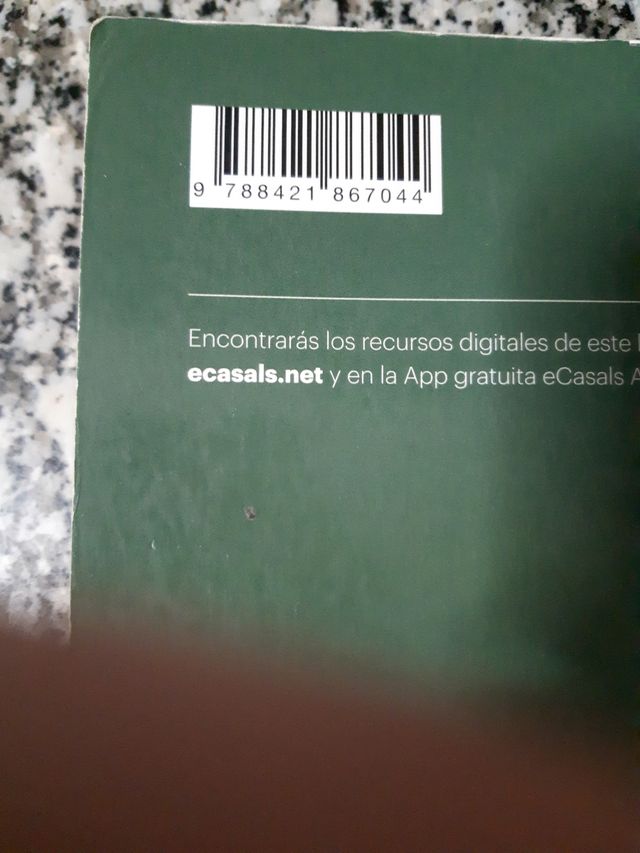 9 788421 867044
Encontrarás los recursos digitales de este
ecasals.net y en la App gratuita eCasals